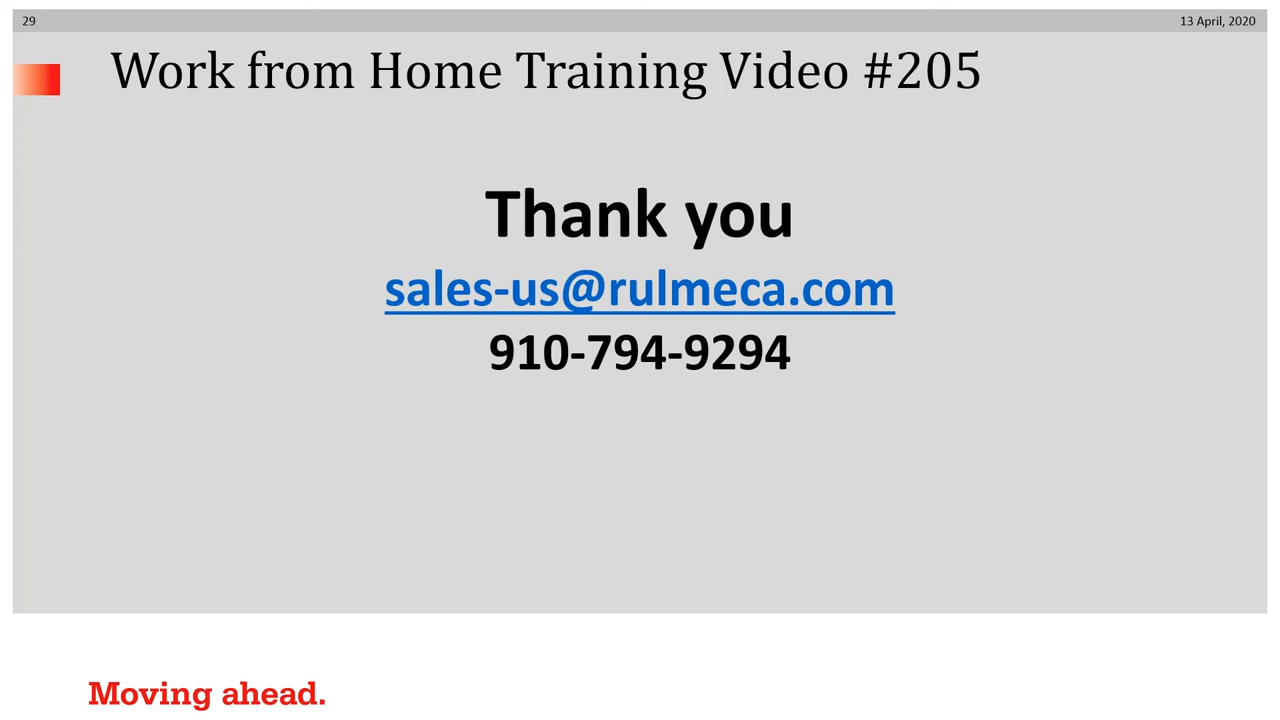 29
13 April, 2020
Work from Home Training Video #205
Thank you
sales-us@rulmeca.com
910-794-9294
Moving ahead.